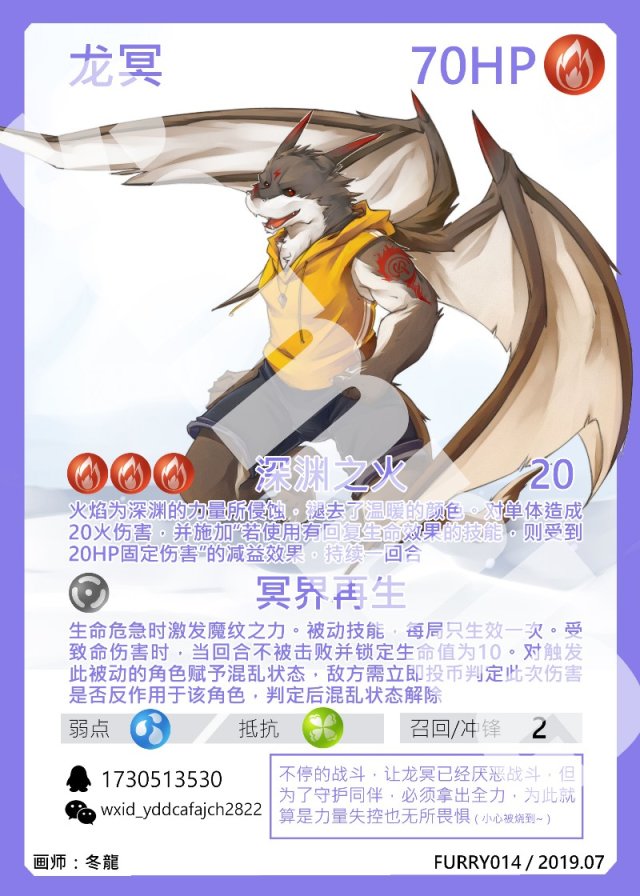 龙冥
70HP
深渊之火 20
火焰为深渊的力量所侵蚀，褪去了温暖的颜色。对单体造成
20火伤害，并施加“若使用有回复生命效果的技能，则受到
20HP固定伤害”的减益效果，持续一回合
冥界再生
生命危急时激发魔纹之力。被动技能，每局只生效一次。受
致命伤害时，当回合不被击败并锁定生命值为10。对触发
此被动的角色赋予混乱状态，敌方需立即投币判定此次伤害
是否反作用于该角色，判定后混乱状态解除
弱点 抵抗 召回/冲锋 2
1730513530
wxid_yddcafajch2822
不停的战斗，让龙冥已经厌恶战斗，但
为了守护同伴，必须拿出全力，为此就
算是力量失控也无所畏惧（小心被烧到~）
画师：冬龍 FURRY014 / 2019.07